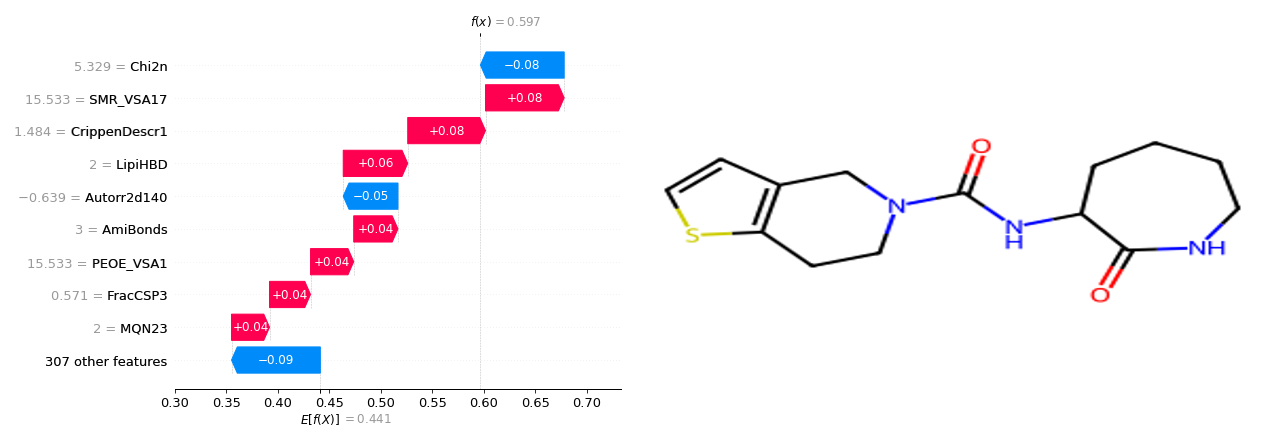 f(x) = 0.597
5.329 = Chi2n
−0.08
15.533 = SMR_VSA17
+0.08
1.484 = CrippenDescr1
+0.08
2 = LipiHBD
+0.06
−0.639 = Autorr2d140
−0.05
3 = AmiBonds
+0.04
15.533 = PEOE_VSA1
+0.04
0.571 = FracCSP3
+0.04
2 = MQN23
+0.04
307 other features
−0.09
0.30 0.35 0.40 0.45 0.50 0.55 0.60 0.65 0.70
E[f(X)] = 0.441
O
N
S
N
H
NH
O